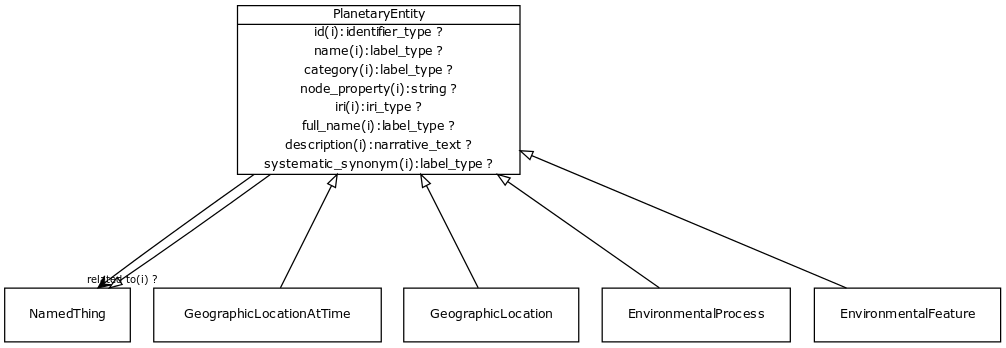 PlanetaryEntity
id(i):identifier_type ?
name(i):label_type ?
category(i):label_type ?
node_property(i):string ?
iri(i):iri_type ?
full_name(i):label_type ?
description(i):narrative_text ?
systematic_synonym(i):label_type ?
related to(i) ?
NamedThing
GeographicLocationAtTime
GeographicLocation
EnvironmentalProcess
EnvironmentalFeature